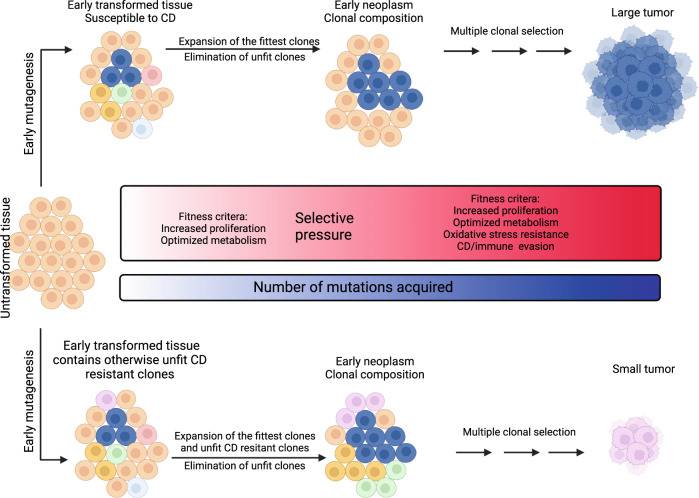 Early transformed tissue
Susceptible to CD
Early neoplasm
Clonal composition
Large tumor
Expansion of the fittest clones
Elimination of unfit clones
Multiple clonal selection
Early mutagenesis
Untransformed tissue
Fitness critera:
Increased proliferation
Optimized metabolism
Selective
pressure
Fitness critera:
Increased proliferation
Optimized metabolism
Oxidative stress resistance
CD/immune evasion
Number of mutations acquired
Early mutagenesis
Early transformed tissue
contains otherwise unfit CD
resistant clones
Early neoplasm
Clonal composition
Small tumor
Expansion of the fittest clones
and unfit CD resitant clones
Elimination of unfit clones
Multiple clonal selection